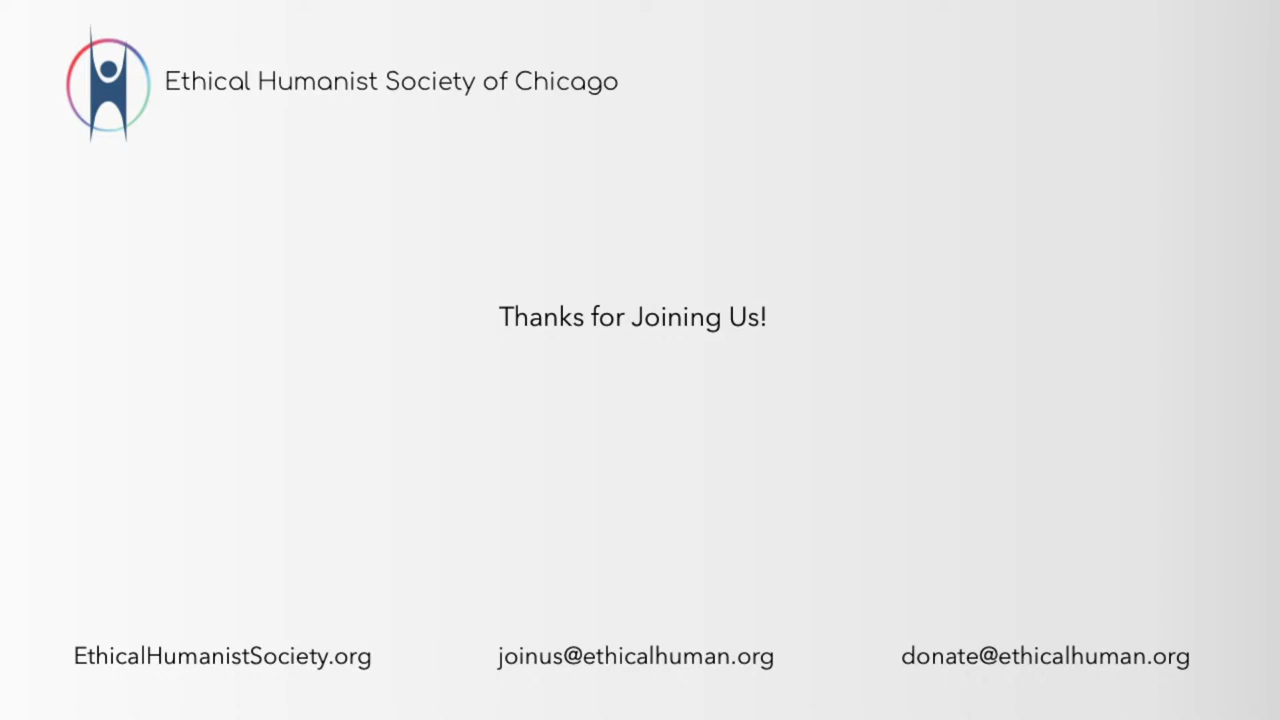 Ethical Humanist Society of Chicago
Thanks for Joining Us!
EthicalHumanistSociety.org
joinus@ethicalhuman.org
donate@ethicalhuman.org